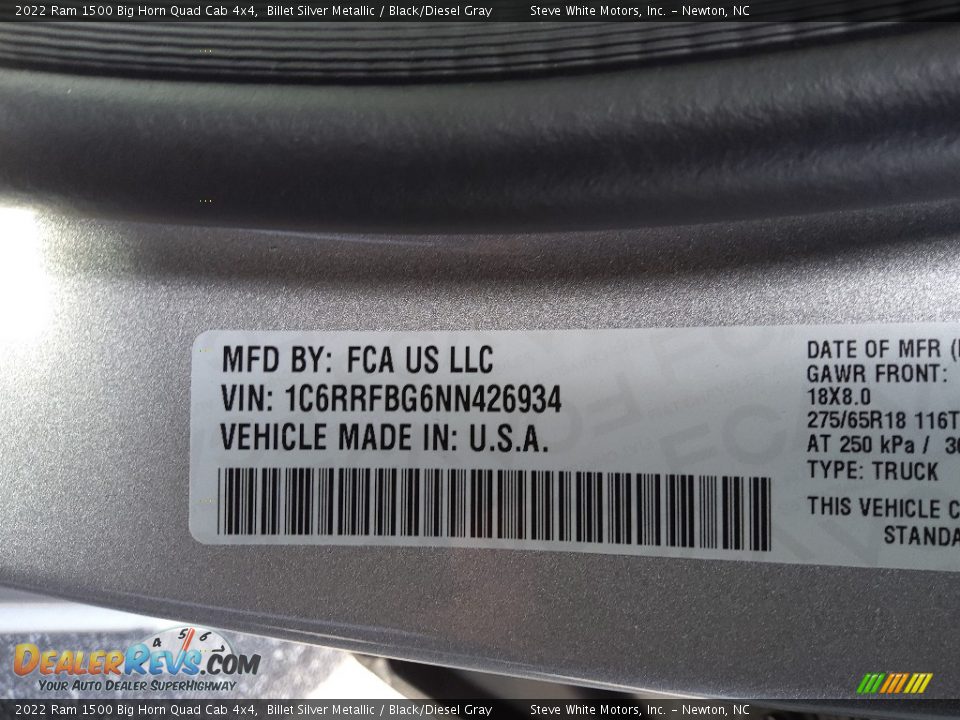 2022 Ram 1500 Big Horn Quad Cab 4x4, Billet Silver Metallic / Black/Diesel Gray Steve White Motors, Inc. - Newton, NC
MFD BY: FCA US LLC
VIN: 1C6RRFBG6NN426934
VEHICLE MADE IN: U.S.A.
DATE OF MFR
GAWR FRONT:
18X8.0
275/65R18 116T
AT 250 kPa /
TYPE: TRUCK
THIS VEHICLE
4 5 6
DEALERREVS.COM
YOUR AUTO DEALER SUPERHIGHWAY
2022 Ram 1500 Big Horn Quad Cab 4x4, Billet Silver Metallic / Black/Diesel Gray Steve White Motors, Inc. - Newton, NC